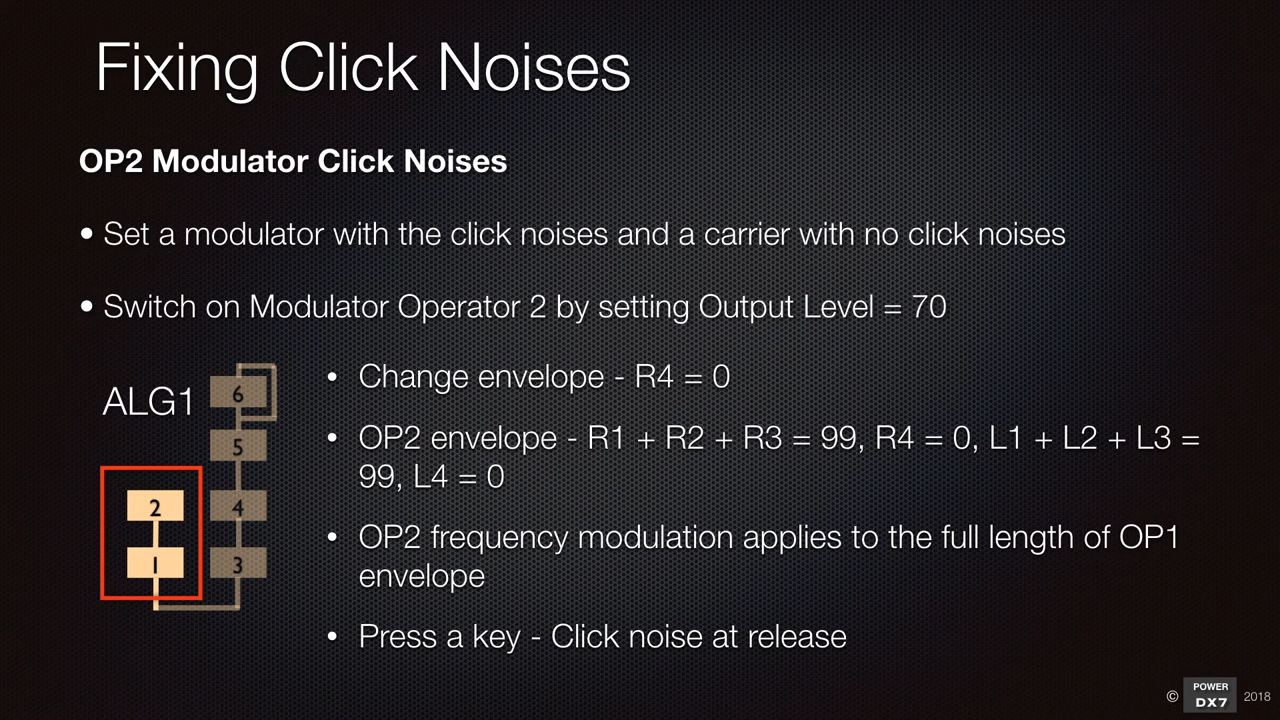 Fixing Click Noises
OP2 Modulator Click Noises
• Set a modulator with the click noises and a carrier with no click noises
• Switch on Modulator Operator 2 by setting Output Level = 70
ALG1
6
5
2
4
1
3
• Change envelope - R4 = 0
• OP2 envelope - R1 + R2 + R3 = 99, R4 = 0, L1 + L2 + L3 =
99, L4 = 0
• OP2 frequency modulation applies to the full length of OP1
envelope
• Press a key - Click noise at release
© POWER
DX7 2018